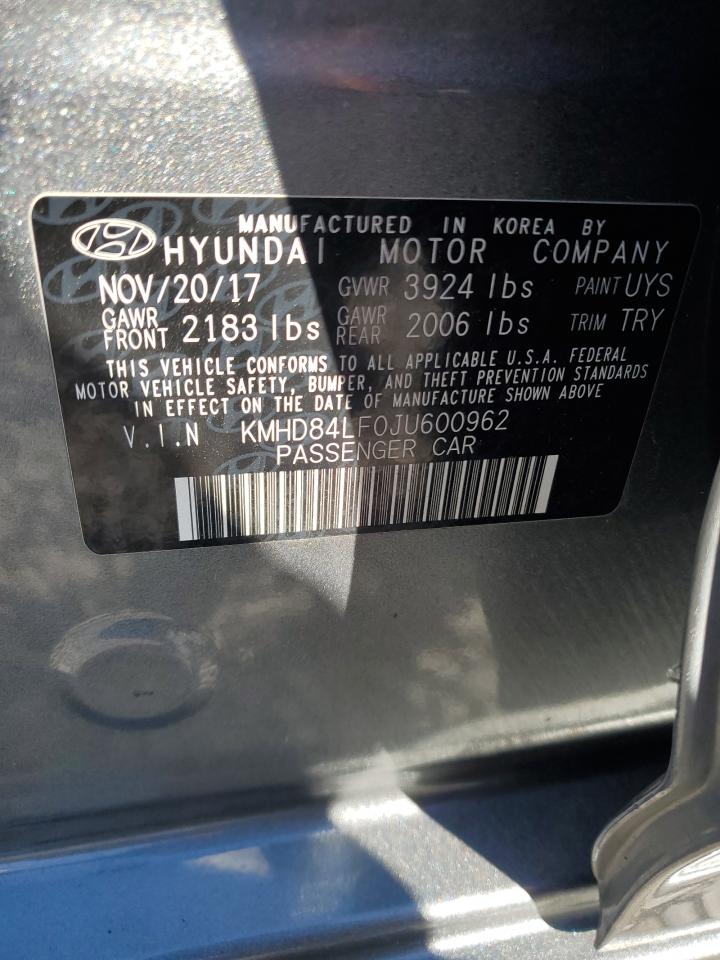 MANUFACTURED IN KOREA BY
HYUNDAI MOTOR COMPANY
NOV/20/17 GVWR 3924 lbs PAINT UYS
GAWR FRONT 2183 lbs GAWR REAR 2006 lbs TRIM TRY
THIS VEHICLE CONFORMS TO ALL APPLICABLE U.S.A. FEDERAL
MOTOR VEHICLE SAFETY, BUMPER, AND THEFT PREVENTION STANDARDS
IN EFFECT ON THE DATE OF MANUFACTURE SHOWN ABOVE
V.I.N KMHD84LF0JU600962
PASSENGER CAR